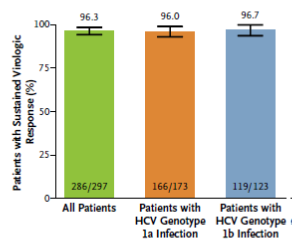 Patients with Sustained Virologic
Response (%)
100
75
50
25
0
96.3
96.0
96.7
286/297
166/173
119/123
All Patients
Patients with
HCV Genotype
1a Infection
Patients with
HCV Genotype
1b Infection